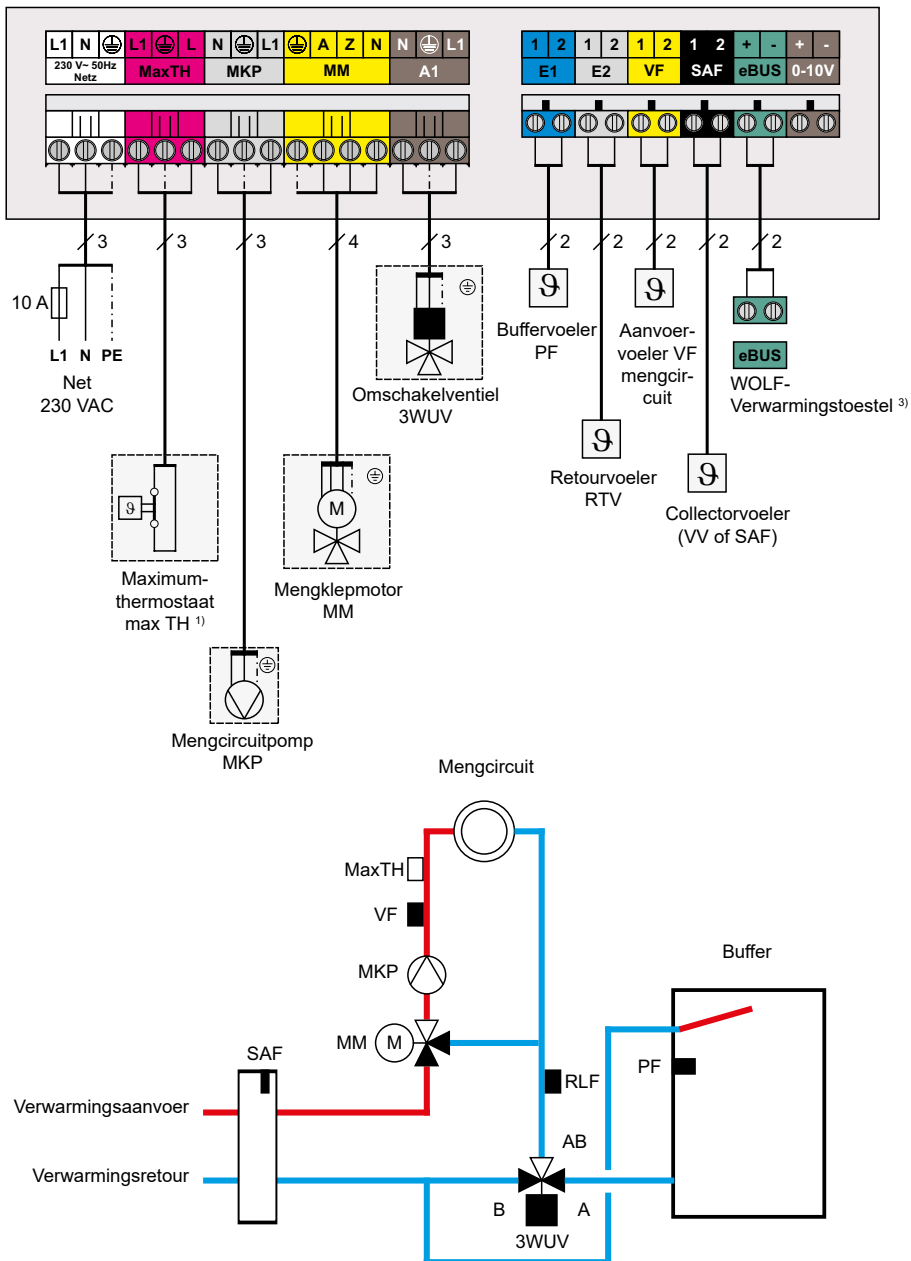 L1 N L1 L N L1 A Z N N L1
230 V~ 50Hz
Netz
MaxTH MKP MM A1
1 2 1 2 1 2 1 2 + - + -
E1 E2 VF SAF eBUS 0-10V
3 3 3 4 3 2 2 2 2 2
10 A
L1 N PE
Net
230 VAC
Omschakelventiel
3WUV
ϑ
Buffervoeler
PF
ϑ
Aanvoer-
voeler VF
mengcir-
cuit
eBUS
WOLF-
Verwarmingstoestel 3)
ϑ
Retourvoeler
RTV
ϑ
Collectorvoeler
(VV of SAF)
ϑ
Maximum-
thermostaat
max TH 1)
M
Mengklepmotor
MM
Mengcircuitpomp
MKP
Mengcircuit
MaxTH
VF
MKP
MM M
Buffer
SAF
PF
RLF
Verwarmingsaanvoer
AB
Verwarmingsretour
B A
3WUV